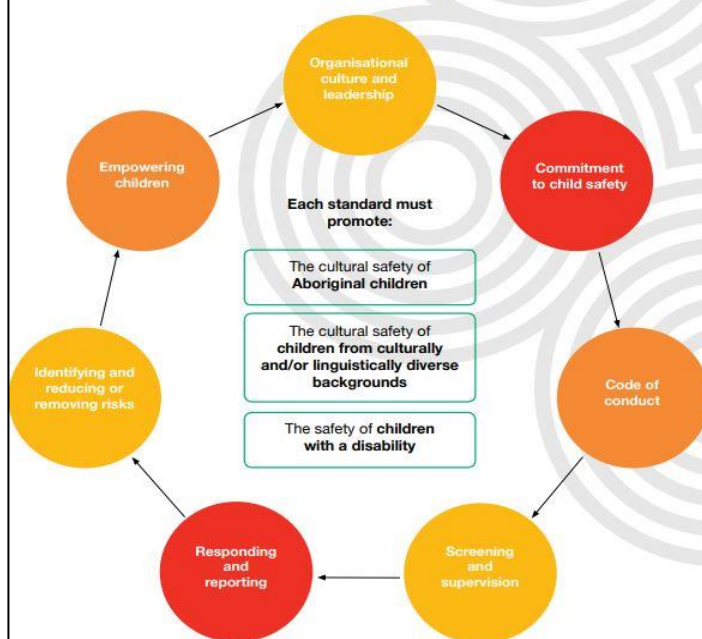 Organisational
culture and
leadership
Empowering
children
Commitment
to child safety
Each standard must
promote:
The cultural safety of
Aboriginal children
The cultural safety of
children from culturally
and/or linguistically diverse
backgrounds
Identifying and
reducing or
removing risks
Code of
conduct
The safety of children
with a disability
Responding
and
reporting
Screening
and
supervision